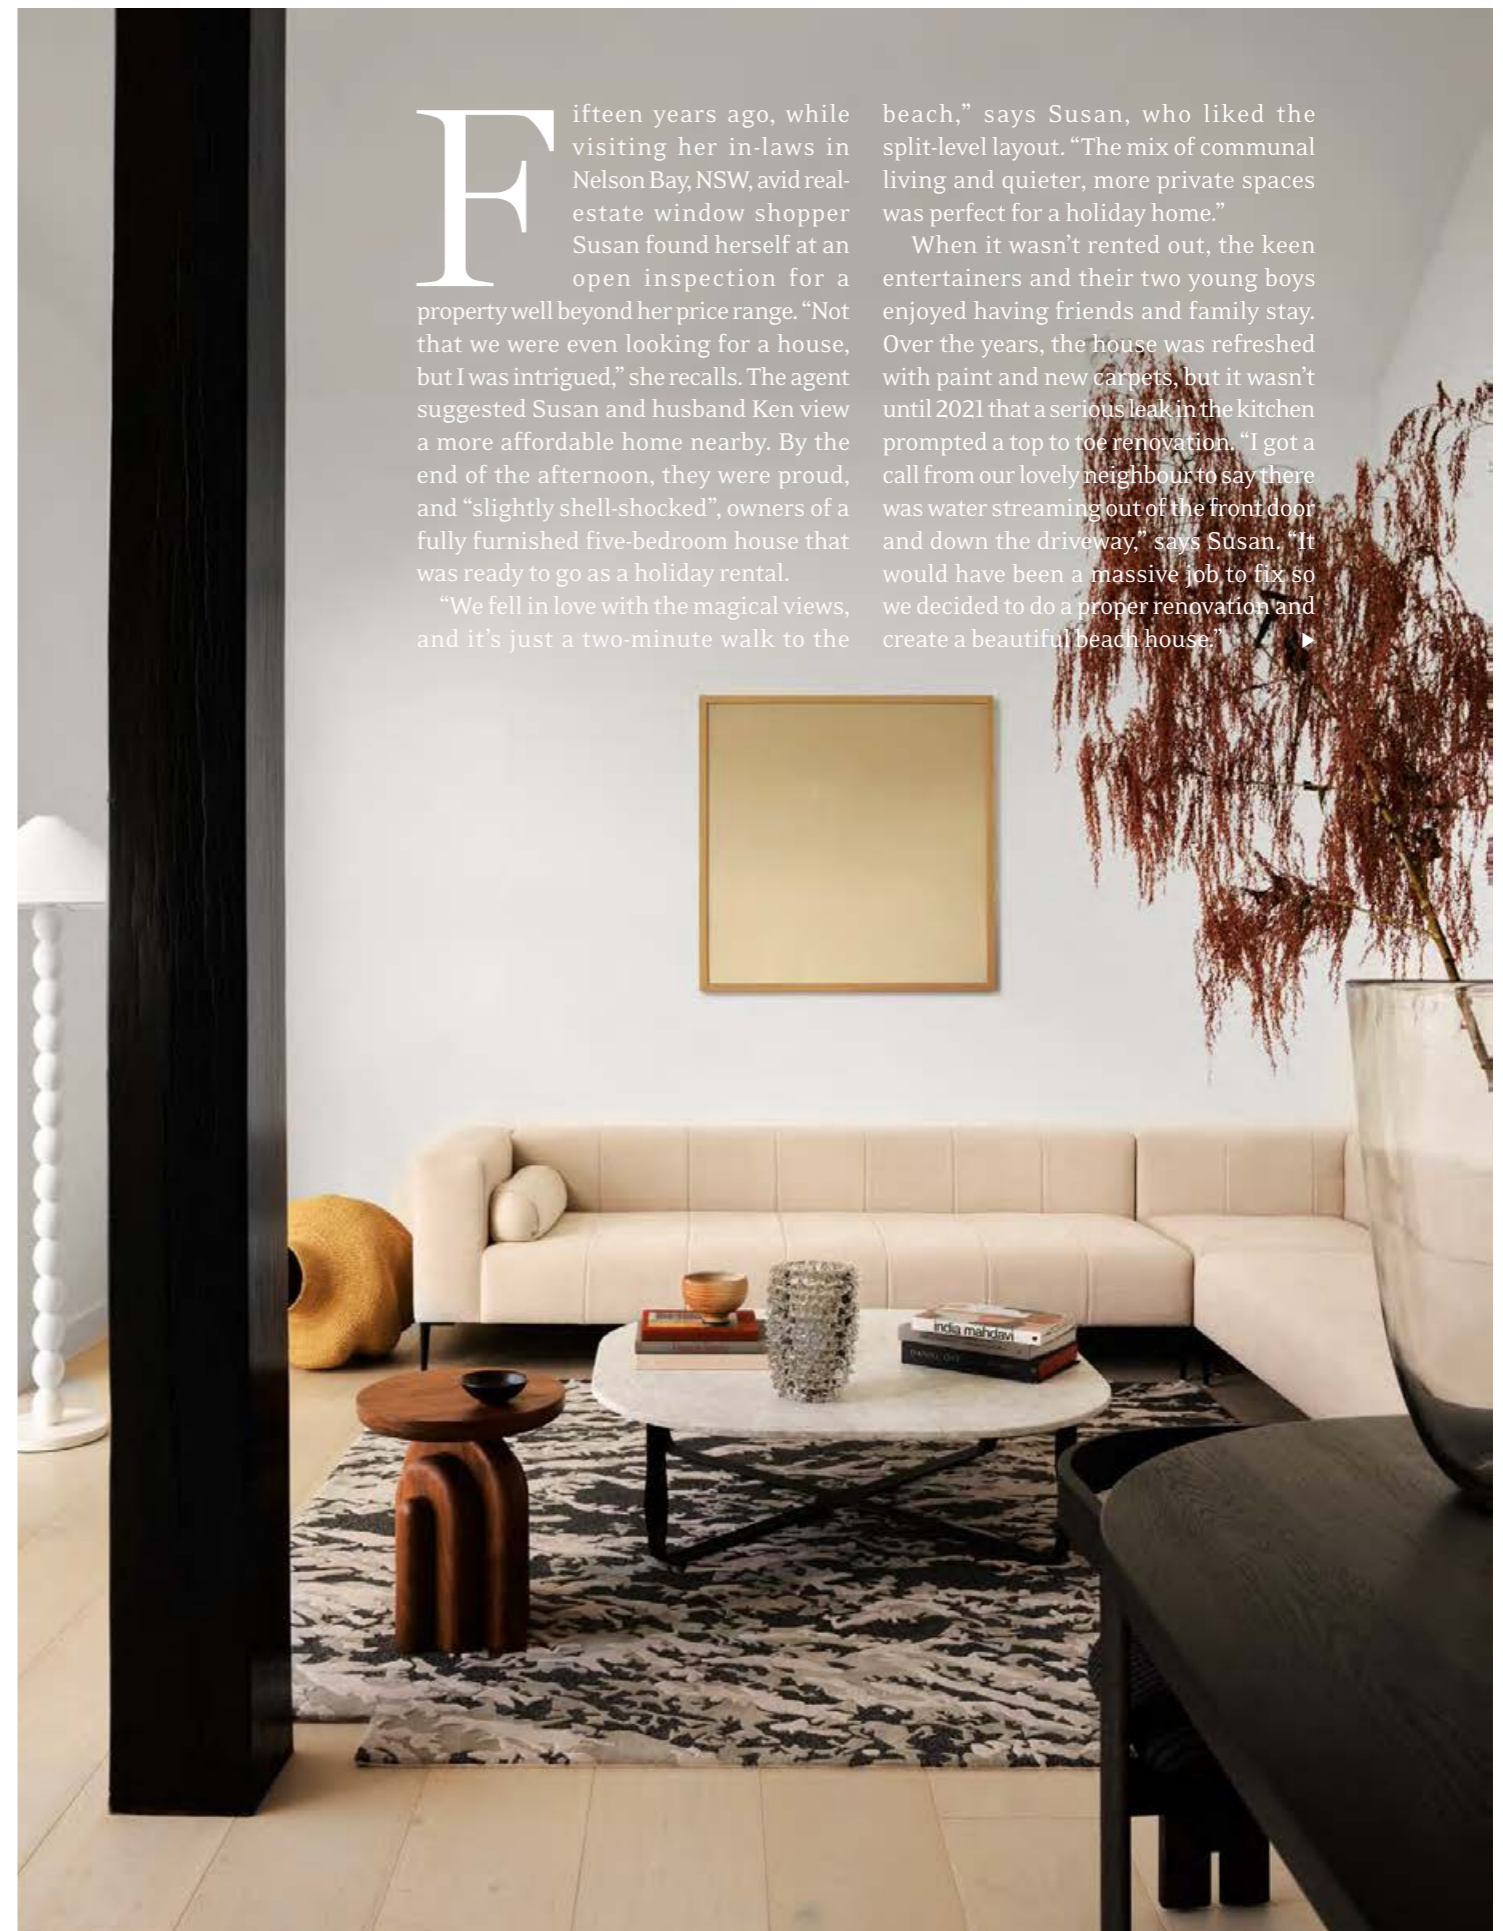 Fifteen years ago, while
visiting her in-laws in
Nelson Bay, NSW, avid real-
estate window shopper
Susan found herself at an
open inspection for a
property well beyond her price range. “Not
that we were even looking for a house,
but I was intrigued,” she recalls. The agent
suggested Susan and husband Ken view
a more affordable home nearby. By the
end of the afternoon, they were proud,
and “slightly shell-shocked”, owners of a
fully furnished five-bedroom house that
was ready to go as a holiday rental.
“We fell in love with the magical views,
and it’s just a two-minute walk to the
beach,” says Susan, who liked the
split-level layout. “The mix of communal
living and quieter, more private spaces
was perfect for a holiday home.”
When it wasn’t rented out, the keen
entertainers and their two young boys
enjoyed having friends and family stay.
Over the years, the house was refreshed
with paint and new carpets, but it wasn’t
until 2021 that a serious leak in the kitchen
prompted a top to toe renovation. “I got a
call from our lovely neighbour to say there
was water streaming out of the front door
and down the driveway,” says Susan. “It
would have been a massive job to fix so
we decided to do a proper renovation and
create a beautiful beach house.” ▶
india mahdavi